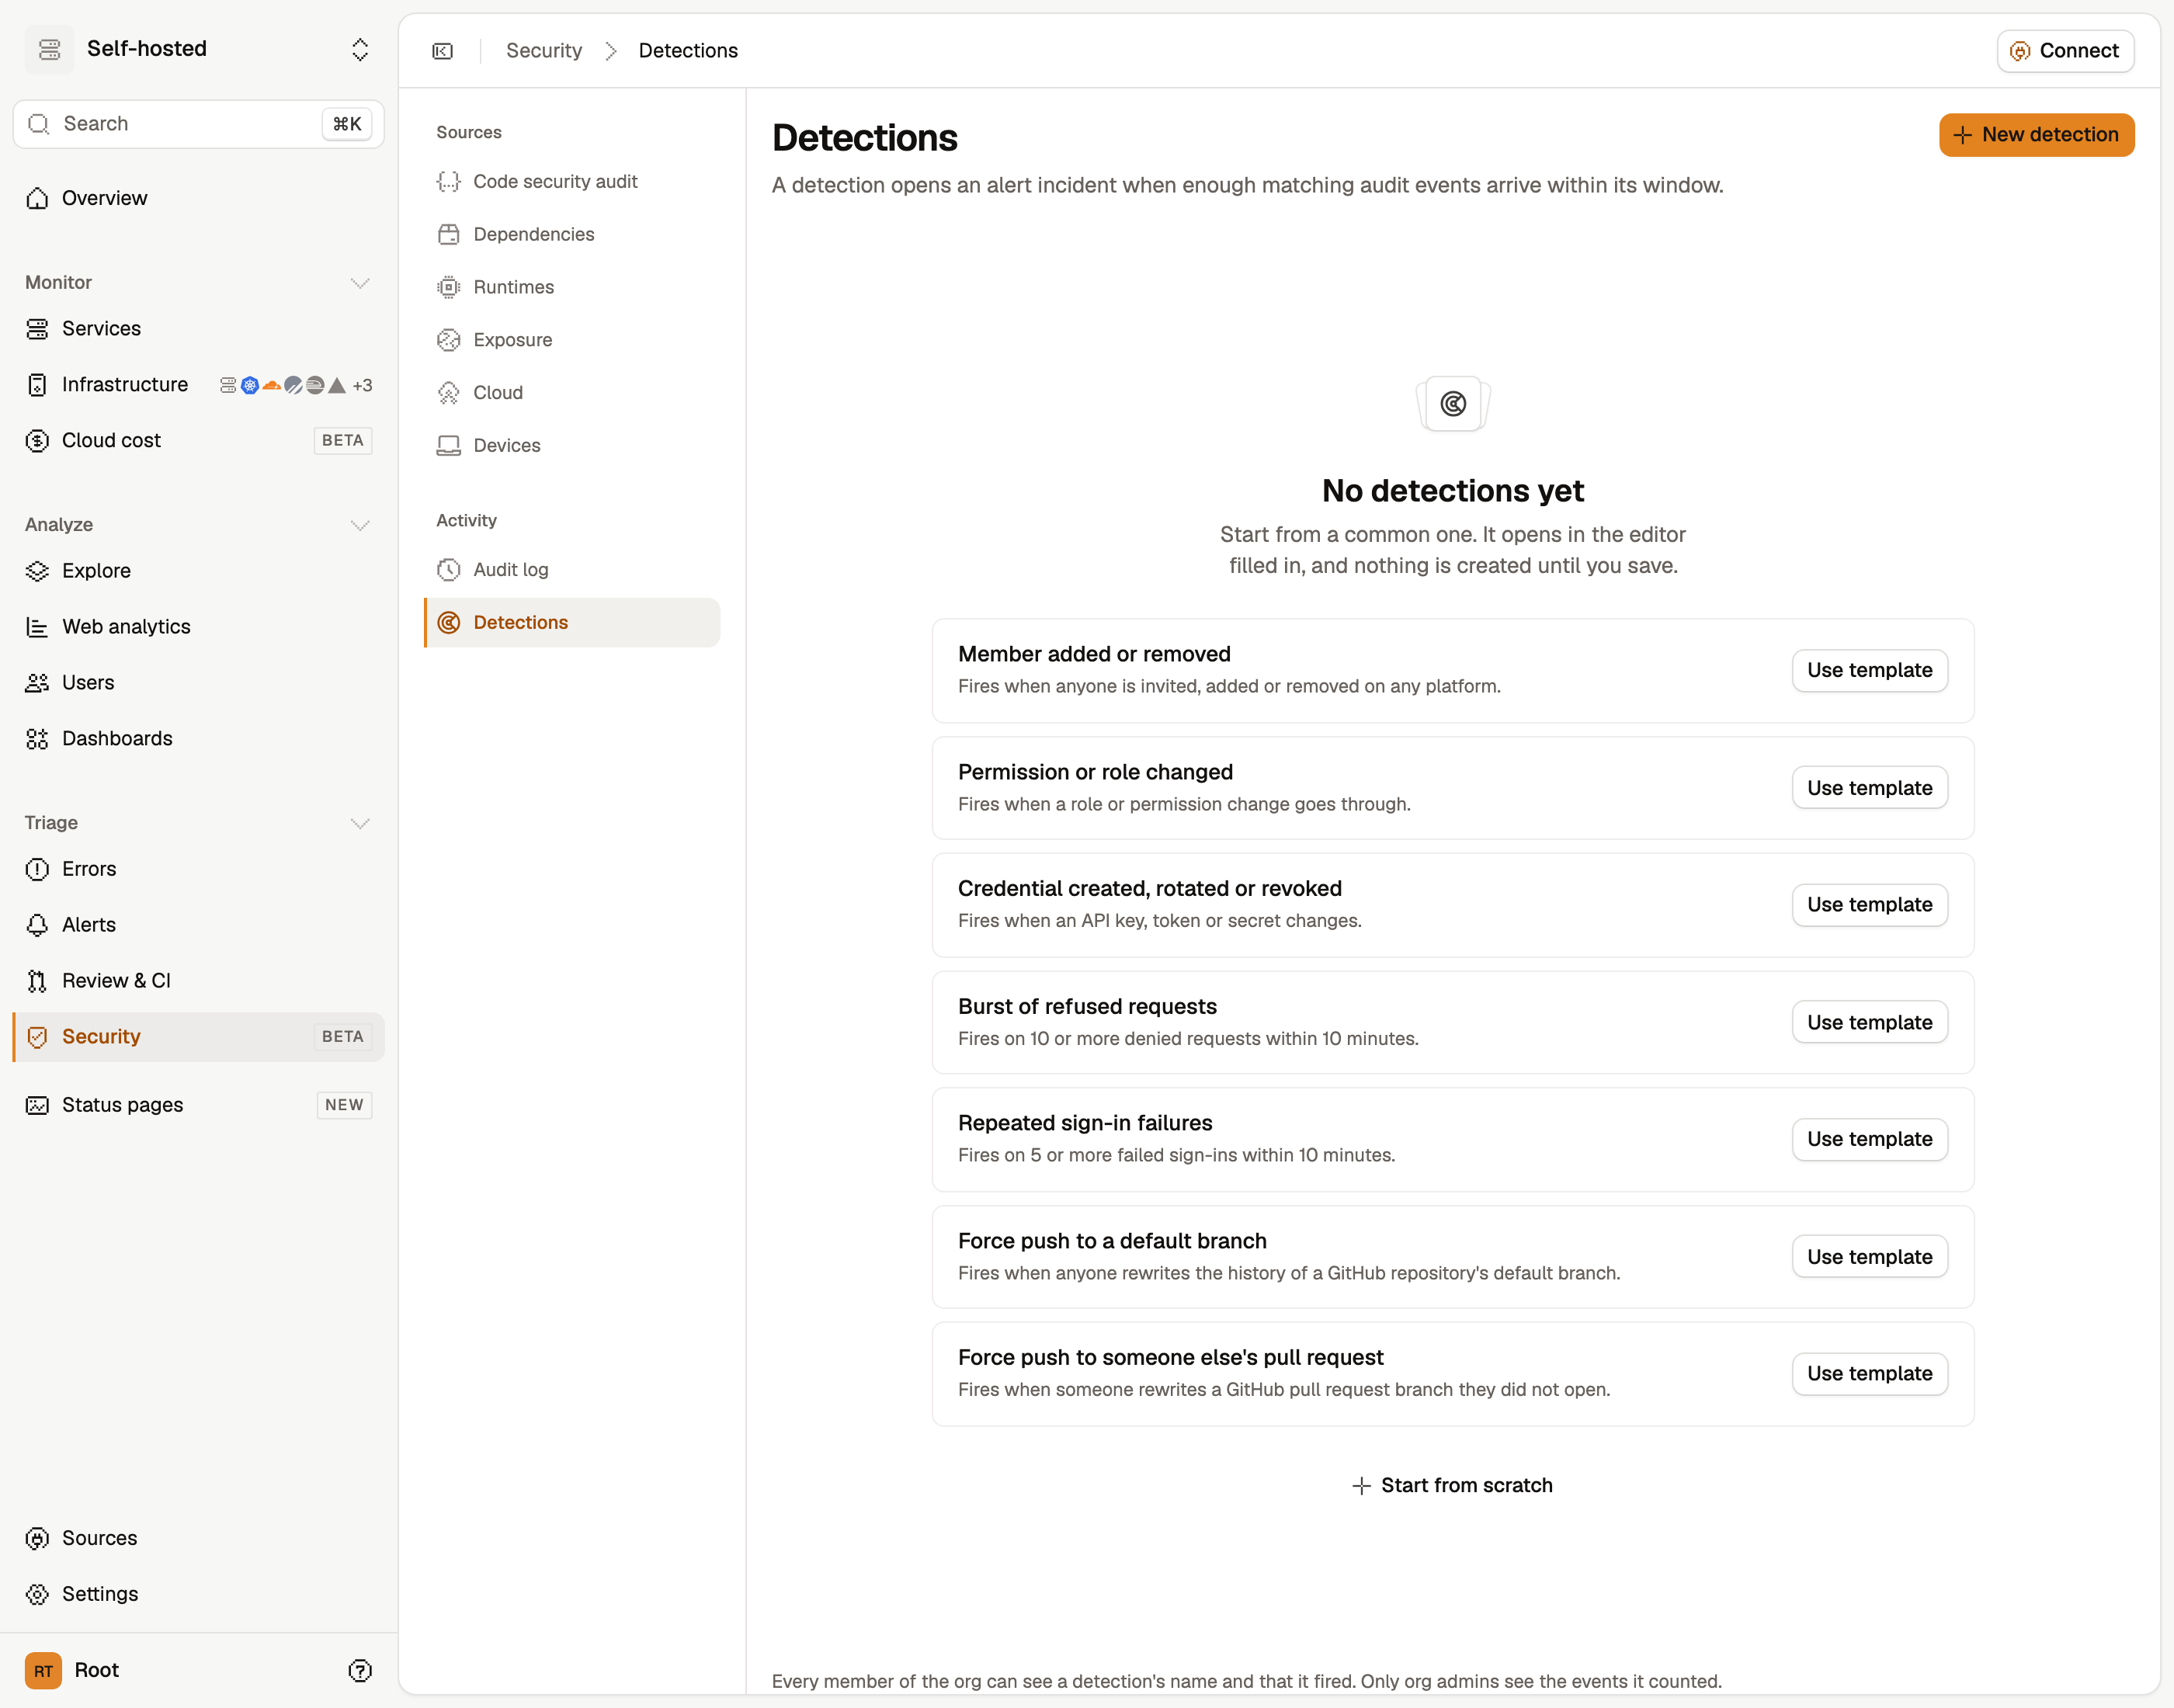 Self-hosted
Search
⌘K
Overview
Monitor
Services
Infrastructure
+3
Cloud cost
BETA
Analyze
Explore
Web analytics
Users
Dashboards
Triage
Errors
Alerts
Review & CI
Security
BETA
Status pages
NEW
Sources
Settings
RT
Root
Security
Detections
Connect
Sources
Code security audit
Dependencies
Runtimes
Exposure
Cloud
Devices
Activity
Audit log
Detections
Detections
New detection
A detection opens an alert incident when enough matching audit events arrive within its window.
No detections yet
Start from a common one. It opens in the editor
filled in, and nothing is created until you save.
Member added or removed
Fires when anyone is invited, added or removed on any platform.
Use template
Permission or role changed
Fires when a role or permission change goes through.
Use template
Credential created, rotated or revoked
Fires when an API key, token or secret changes.
Use template
Burst of refused requests
Fires on 10 or more denied requests within 10 minutes.
Use template
Repeated sign-in failures
Fires on 5 or more failed sign-ins within 10 minutes.
Use template
Force push to a default branch
Fires when anyone rewrites the history of a GitHub repository's default branch.
Use template
Force push to someone else's pull request
Fires when someone rewrites a GitHub pull request branch they did not open.
Use template
Start from scratch
Every member of the org can see a detection's name and that it fired. Only org admins see the events it counted.